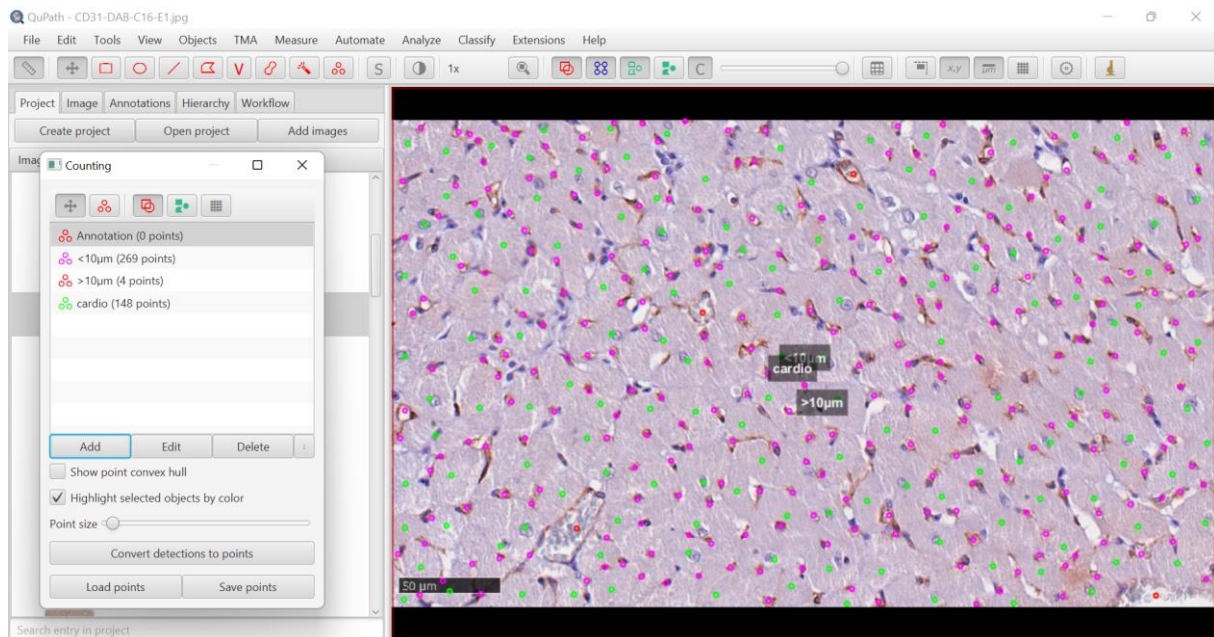 QuPath - CD31-DAB-C16-E1.jpg
File Edit Tools View Objects TMA Measure Automate Analyze Classify Extensions Help
S 1x C x,y µm
Project Image Annotations Hierarchy Workflow
Create project Open project Add images
Counting
Annotation (0 points)
<10µm (269 points)
>10µm (4 points)
cardio (148 points)
Add Edit Delete
Show point convex hull
Highlight selected objects by color
Point size
Convert detections to points
Load points Save points
Search entry in project
<10µm
cardio
>10µm
50 µm